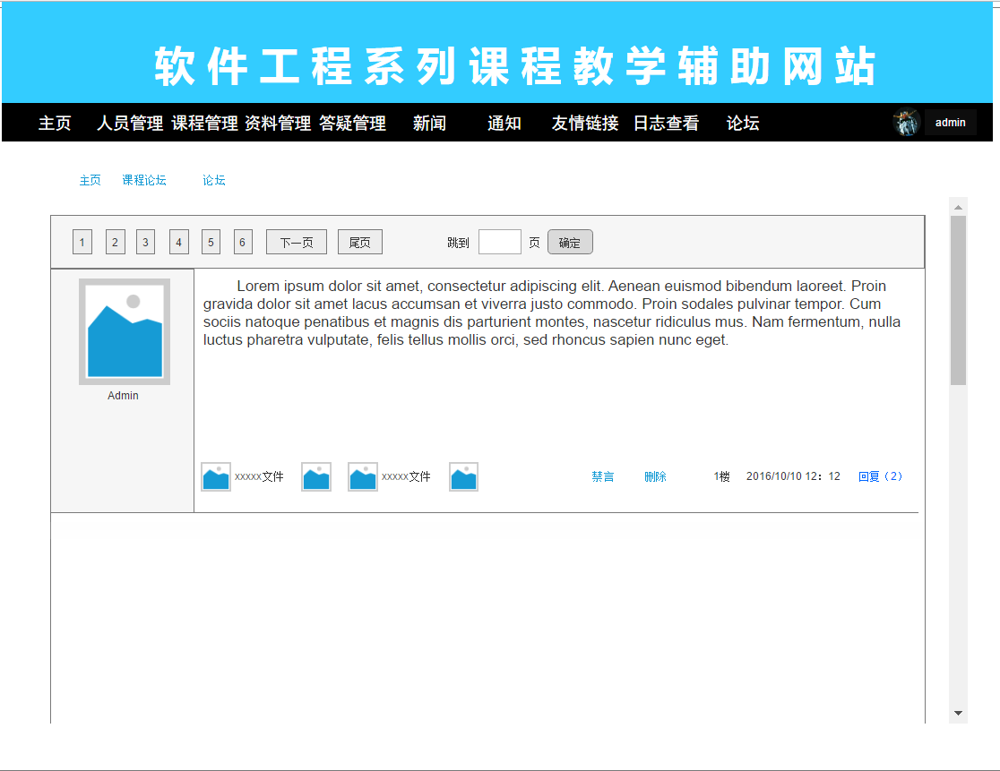 软件工程系列课程教学辅助网站
主页 人员管理 课程管理 资料管理 答疑管理 新闻 通知 友情链接 日志查看 论坛 admin
主页 课程论坛 论坛
1 2 3 4 5 6 下一页 尾页 跳到 页 确定
Lorem ipsum dolor sit amet, consectetur adipiscing elit. Aenean euismod bibendum laoreet. Proin
gravida dolor sit amet lacus accumsan et viverra justo commodo. Proin sodales pulvinar tempor. Cum
sociis natoque penatibus et magnis dis parturient montes, nascetur ridiculus mus. Nam fermentum, nulla
luctus pharetra vulputate, felis tellus mollis orci, sed rhoncus sapien nunc eget.
Admin
xxxxx文件 xxxxx文件 禁言 删除 1楼 2016/10/10 12：12 回复（2）